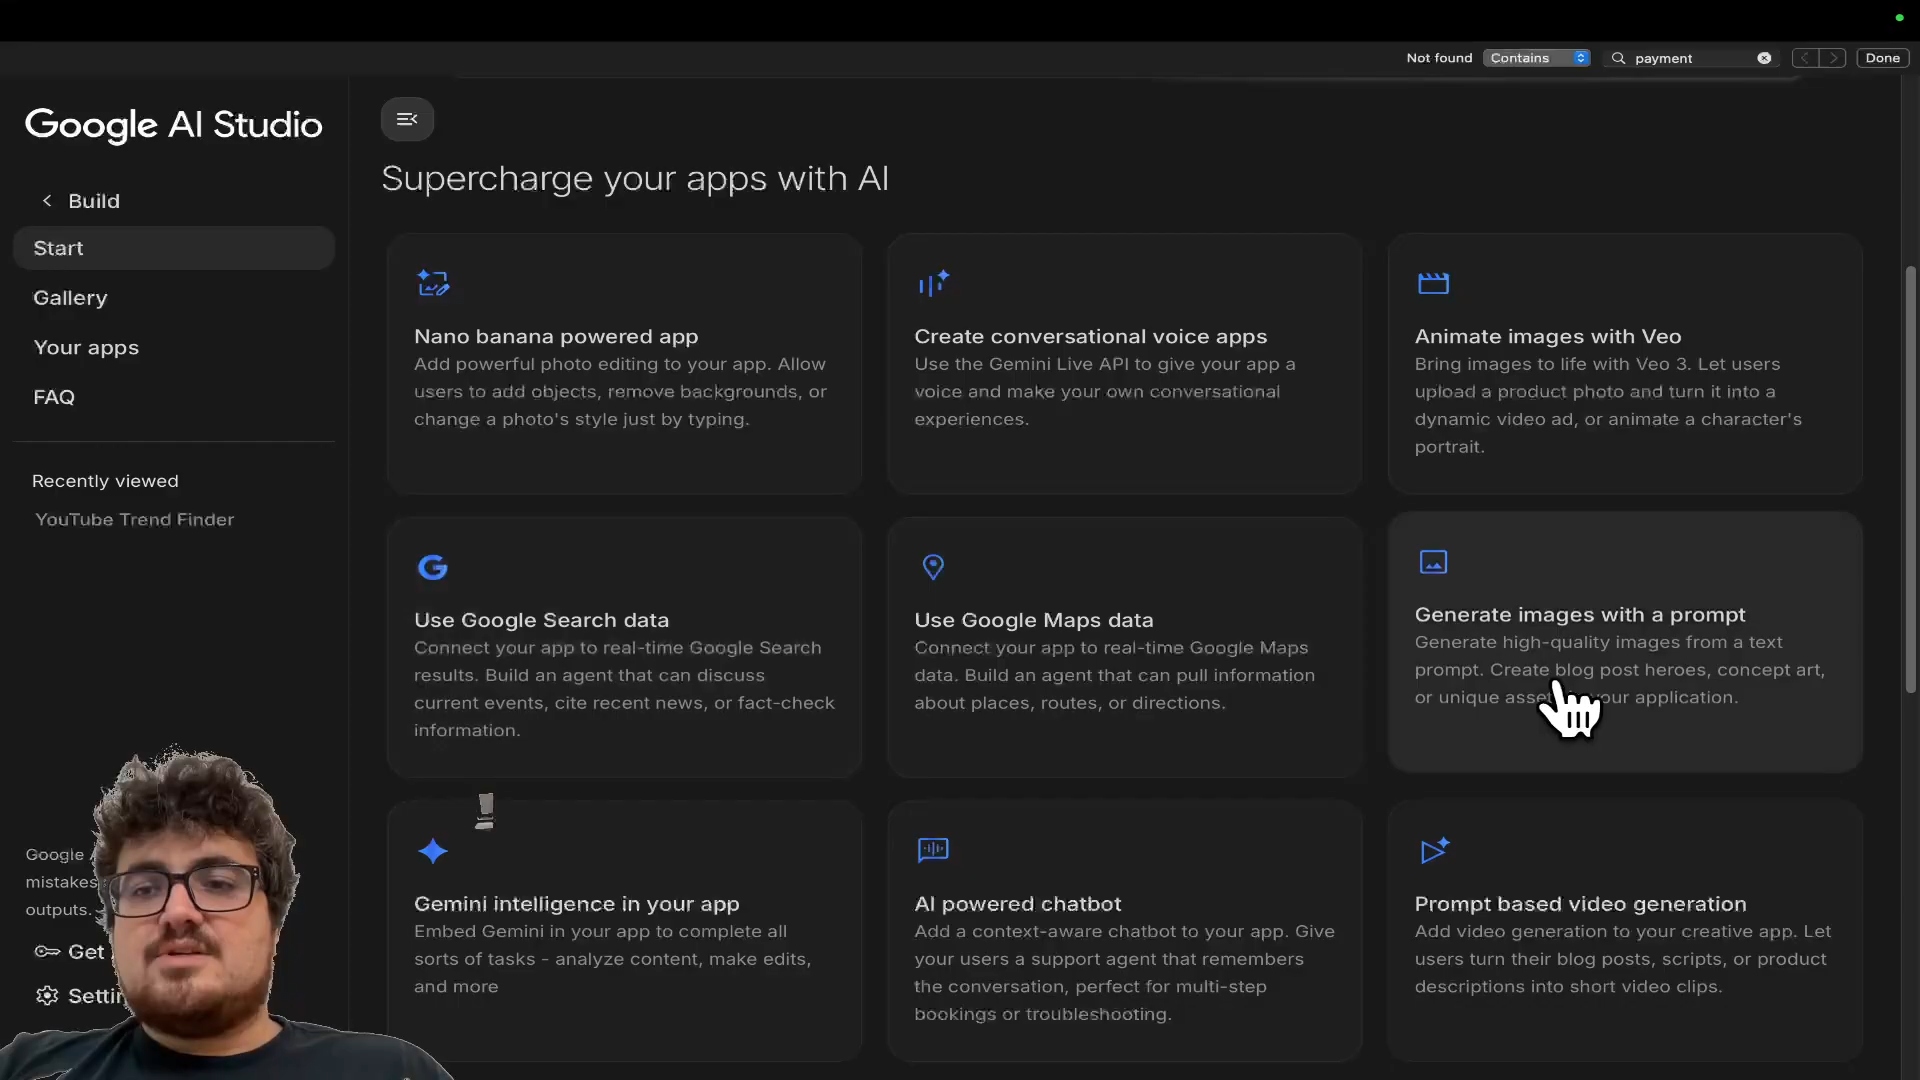 Not found
Contains
payment
Done
Google AI Studio
Build
Start
Gallery
Your apps
FAQ
Recently viewed
YouTube Trend Finder
Google
mistakes
outputs.
Get
Supercharge your apps with AI
Nano banana powered app
Add powerful photo editing to your app. Allow
users to add objects, remove backgrounds, or
change a photo's style just by typing.
Create conversational voice apps
Use the Gemini Live API to give your app a
voice and make your own conversational
experiences.
Animate images with Veo
Bring images to life with Veo 3. Let users
upload a product photo and turn it into a
dynamic video ad, or animate a character's
portrait.
Use Google Search data
Connect your app to real-time Google Search
results. Build an agent that can discuss
current events, cite recent news, or fact-check
information.
Use Google Maps data
Connect your app to real-time Google Maps
data. Build an agent that can pull information
about places, routes, or directions.
Generate images with a prompt
Generate high-quality images from a text
prompt. Create blog post heroes, concept art,
or unique application.
Gemini intelligence in your app
Embed Gemini in your app to complete all
sorts of tasks - analyze content, make edits,
and more
AI powered chatbot
Add a context-aware chatbot to your app. Give
your users a support agent that remembers
the conversation, perfect for multi-step
bookings or troubleshooting.
Prompt based video generation
Add video generation to your creative app. Let
users turn their blog posts, scripts, or product
descriptions into short video clips.